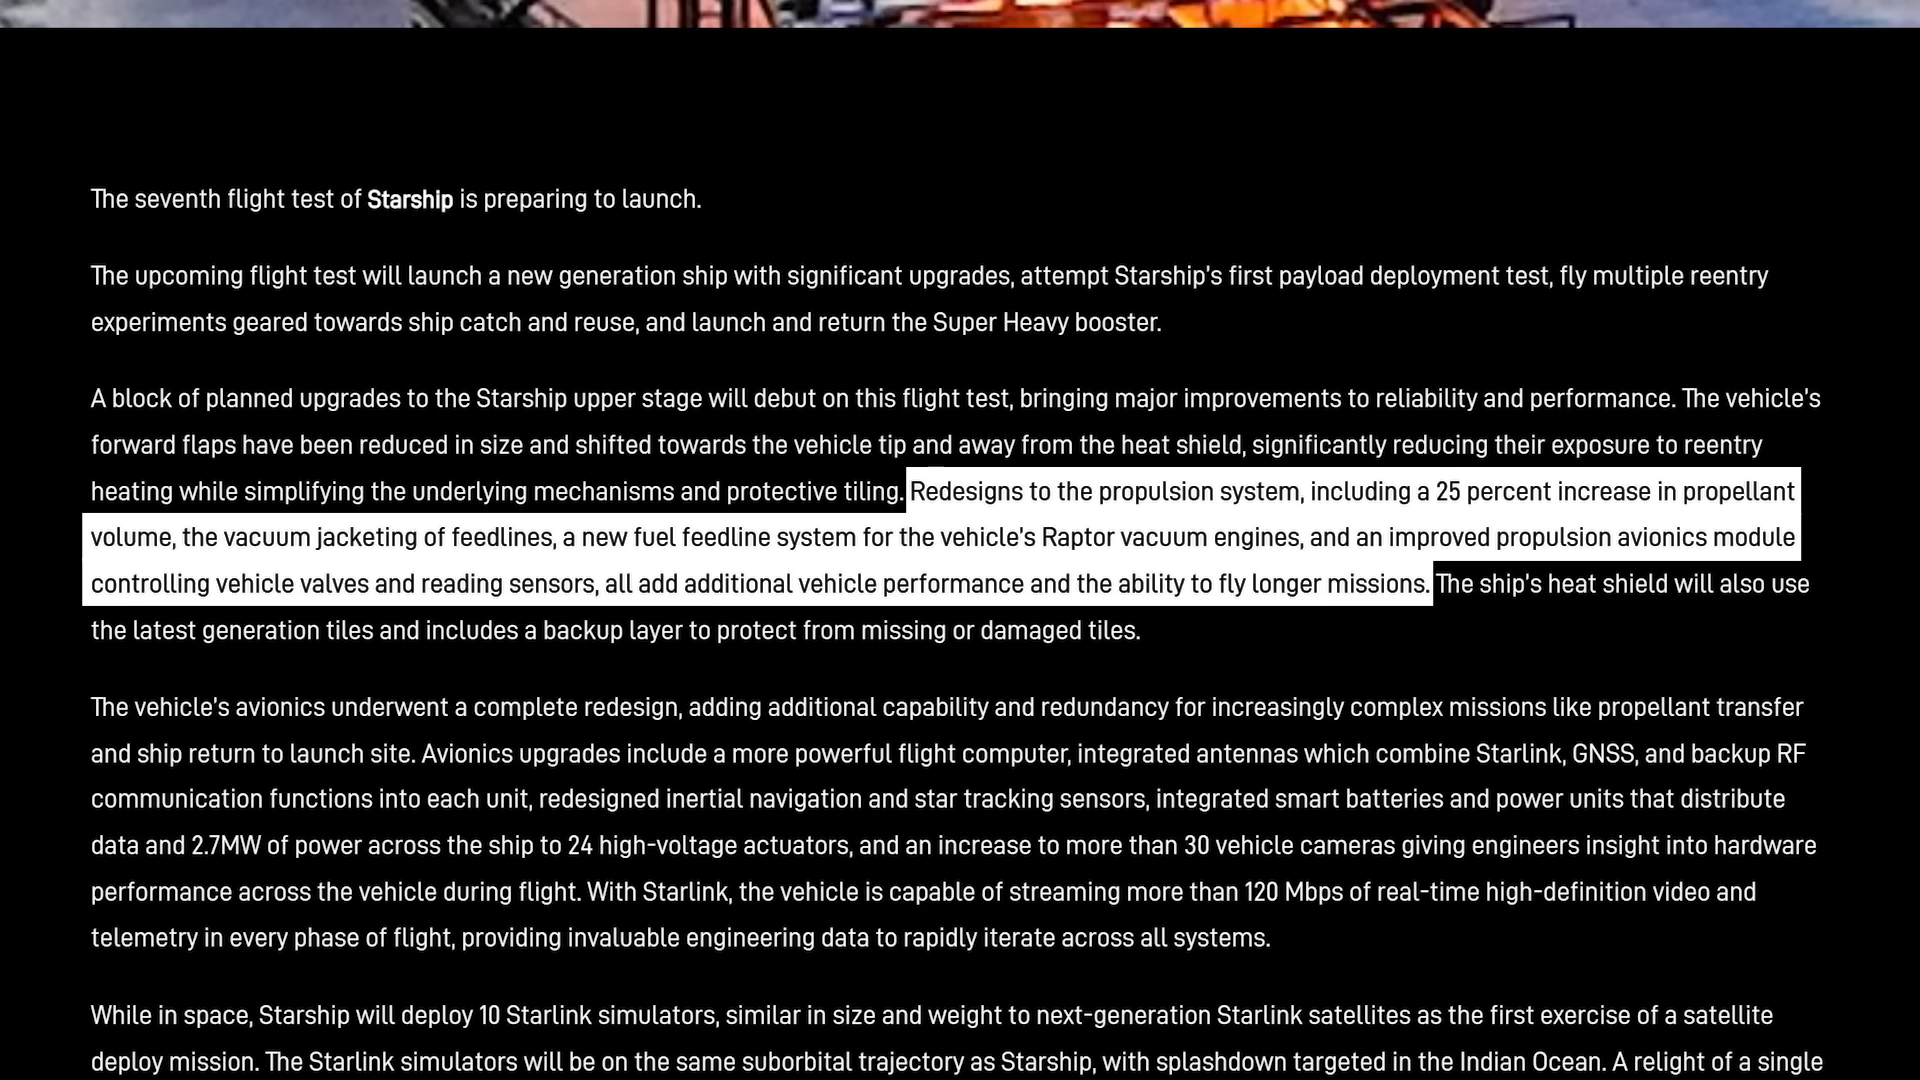 The seventh flight test of Starship is preparing to launch.
The upcoming flight test will launch a new generation ship with significant upgrades, attempt Starship's first payload deployment test, fly multiple reentry
experiments geared towards ship catch and reuse, and launch and return the Super Heavy booster.
A block of planned upgrades to the Starship upper stage will debut on this flight test, bringing major improvements to reliability and performance. The vehicle's
forward flaps have been reduced in size and shifted towards the vehicle tip and away from the heat shield, significantly reducing their exposure to reentry
heating while simplifying the underlying mechanisms and protective tiling. Redesigns to the propulsion system, including a 25 percent increase in propellant
volume, the vacuum jacketing of feedlines, a new fuel feedline system for the vehicle's Raptor vacuum engines, and an improved propulsion avionics module
controlling vehicle valves and reading sensors, all add additional vehicle performance and the ability to fly longer missions. The ship's heat shield will also use
the latest generation tiles and includes a backup layer to protect from missing or damaged tiles.
The vehicle's avionics underwent a complete redesign, adding additional capability and redundancy for increasingly complex missions like propellant transfer
and ship return to launch site. Avionics upgrades include a more powerful flight computer, integrated antennas which combine Starlink, GNSS, and backup RF
communication functions into each unit, redesigned inertial navigation and star tracking sensors, integrated smart batteries and power units that distribute
data and 2.7MW of power across the ship to 24 high-voltage actuators, and an increase to more than 30 vehicle cameras giving engineers insight into hardware
performance across the vehicle during flight. With Starlink, the vehicle is capable of streaming more than 120 Mbps of real-time high-definition video and
telemetry in every phase of flight, providing invaluable engineering data to rapidly iterate across all systems.
While in space, Starship will deploy 10 Starlink simulators, similar in size and weight to next-generation Starlink satellites as the first exercise of a satellite
deploy mission. The Starlink simulators will be on the same suborbital trajectory as Starship, with splashdown targeted in the Indian Ocean. A relight of a single